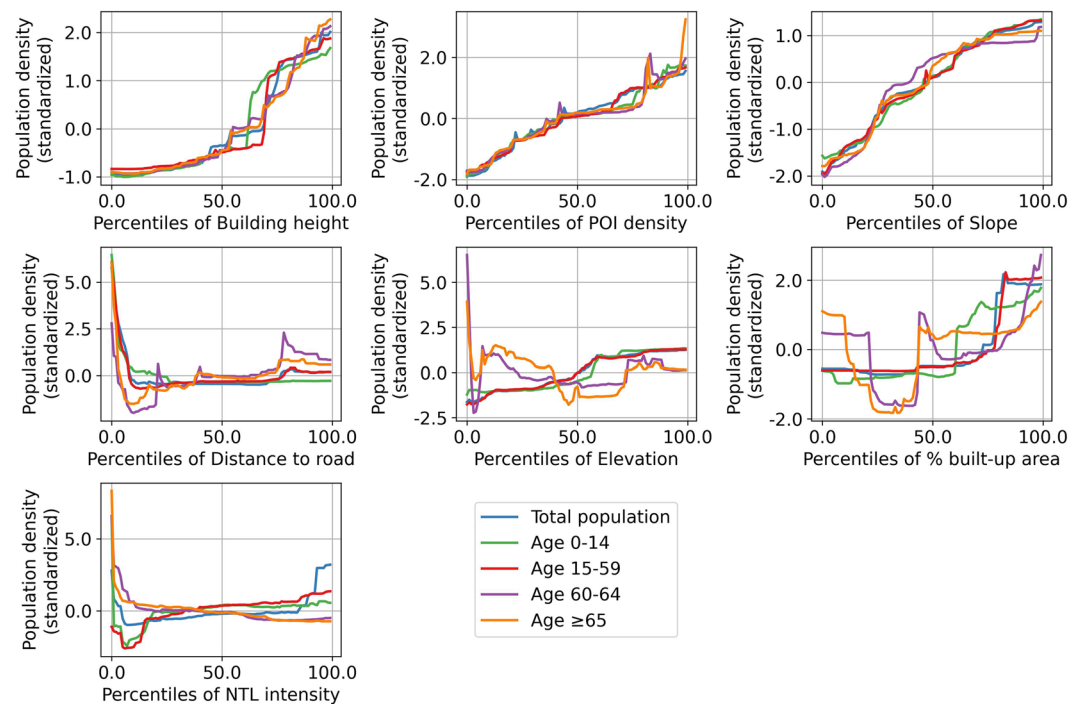 Population density
(standardized)
2.0
1.0
0.0
-1.0
0.0 50.0 100.0
Percentiles of Building height
Population density
(standardized)
2.0
0.0
-2.0
0.0 50.0 100.0
Percentiles of POI density
Population density
(standardized)
1.0
0.0
-1.0
-2.0
0.0 50.0 100.0
Percentiles of Slope
Population density
(standardized)
5.0
2.5
0.0
0.0 50.0 100.0
Percentiles of Distance to road
Population density
(standardized)
5.0
2.5
0.0
-2.5
0.0 50.0 100.0
Percentiles of Elevation
Population density
(standardized)
2.0
0.0
-2.0
0.0 50.0 100.0
Percentiles of % built-up area
Population density
(standardized)
5.0
0.0
0.0 50.0 100.0
Percentiles of NTL intensity
Total population
Age 0-14
Age 15-59
Age 60-64
Age ≥65